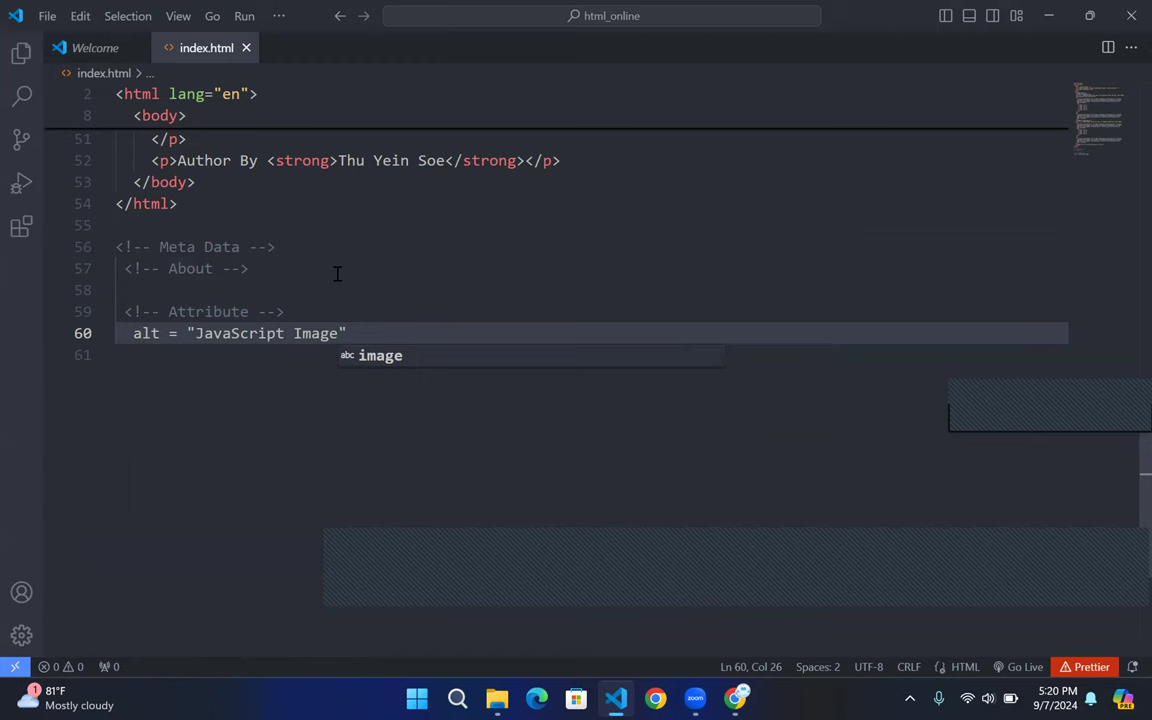 File Edit Selection View Go Run ··· html_online
Welcome index.html
index.html > ...
2 <html lang="en">
8 <body>
51 </p>
52 <p>Author By <strong>Thu Yein Soe</strong></p>
53 </body>
54 </html>
55
56 <!-- Meta Data -->
57 <!-- About -->
58
59 <!-- Attribute -->
60 alt = "JavaScript Image"
abc image
61
0 0 0 Ln 60, Col 26 Spaces: 2 UTF-8 CRLF HTML Go Live Prettier
1 81°F
Mostly cloudy
zoom
5:20 PM
9/7/2024
PRE